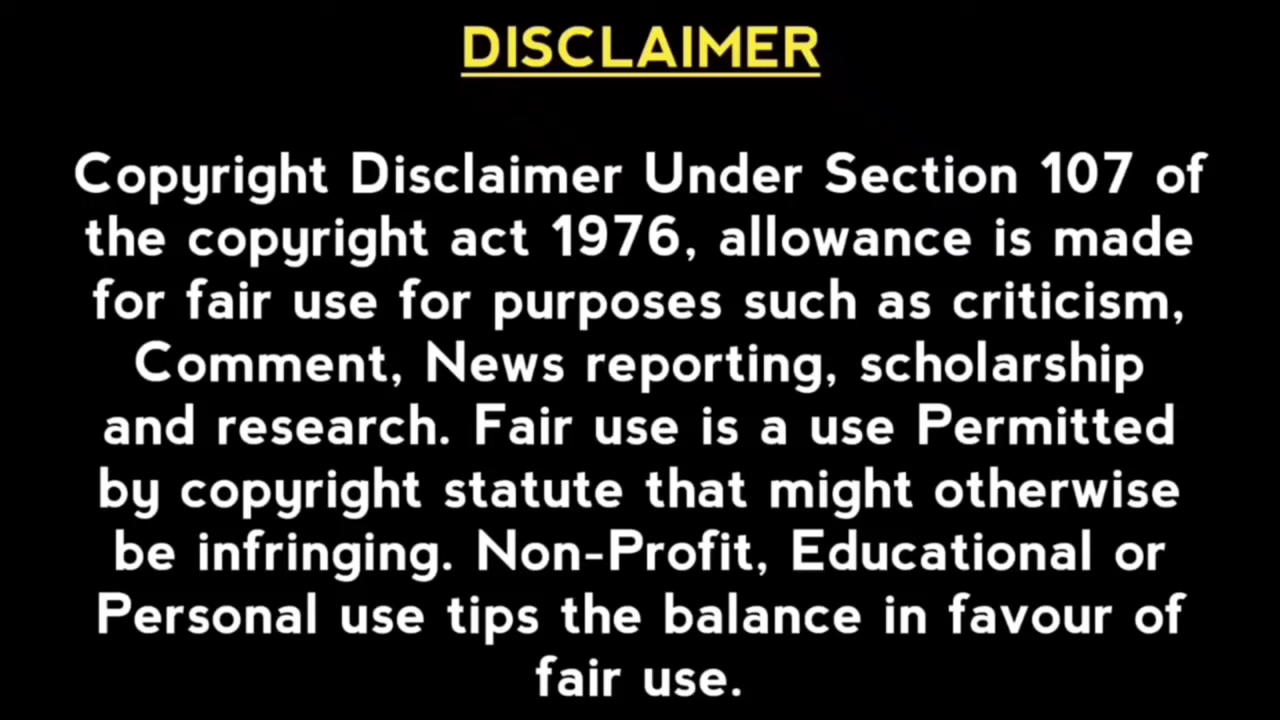 DISCLAIMER
Copyright Disclaimer Under Section 107 of
the copyright act 1976, allowance is made
for fair use for purposes such as criticism,
Comment, News reporting, scholarship
and research. Fair use is a use Permitted
by copyright statute that might otherwise
be infringing. Non-Profit, Educational or
Personal use tips the balance in favour of
fair use.